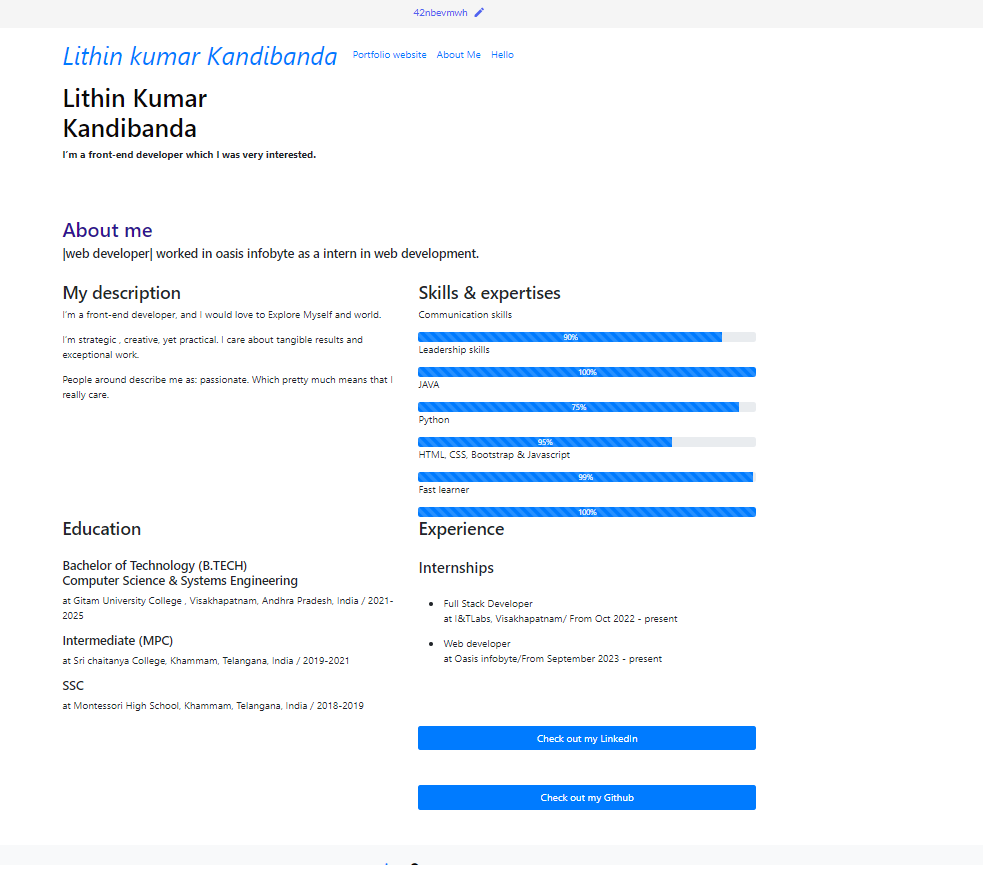 42nbevmwh
Lithin kumar Kandibanda
Portfolio website
About Me
Hello
Lithin Kumar
Kandibanda
I'm a front-end developer which I was very interested.
About me
|web developer| worked in oasis infobyte as a intern in web development.
My description
I'm a front-end developer, and I would love to Explore Myself and world.
I'm strategic , creative, yet practical. I care about tangible results and
exceptional work.
People around describe me as: passionate. Which pretty much means that I
really care.
Skills & expertises
Communication skills
90%
Leadership skills
100%
JAVA
75%
Python
95%
HTML, CSS, Bootstrap & Javascript
99%
Fast learner
100%
Education
Bachelor of Technology (B.TECH)
Computer Science & Systems Engineering
at Gitam University College , Visakhapatnam, Andhra Pradesh, India / 2021-
2025
Intermediate (MPC)
at Sri chaitanya College, Khammam, Telangana, India / 2019-2021
SSC
at Montessori High School, Khammam, Telangana, India / 2018-2019
Experience
Internships
Full Stack Developer
at I&TLabs, Visakhapatnam/ From Oct 2022 - present
Web developer
at Oasis infobyte/From September 2023 - present
Check out my LinkedIn
Check out my Github